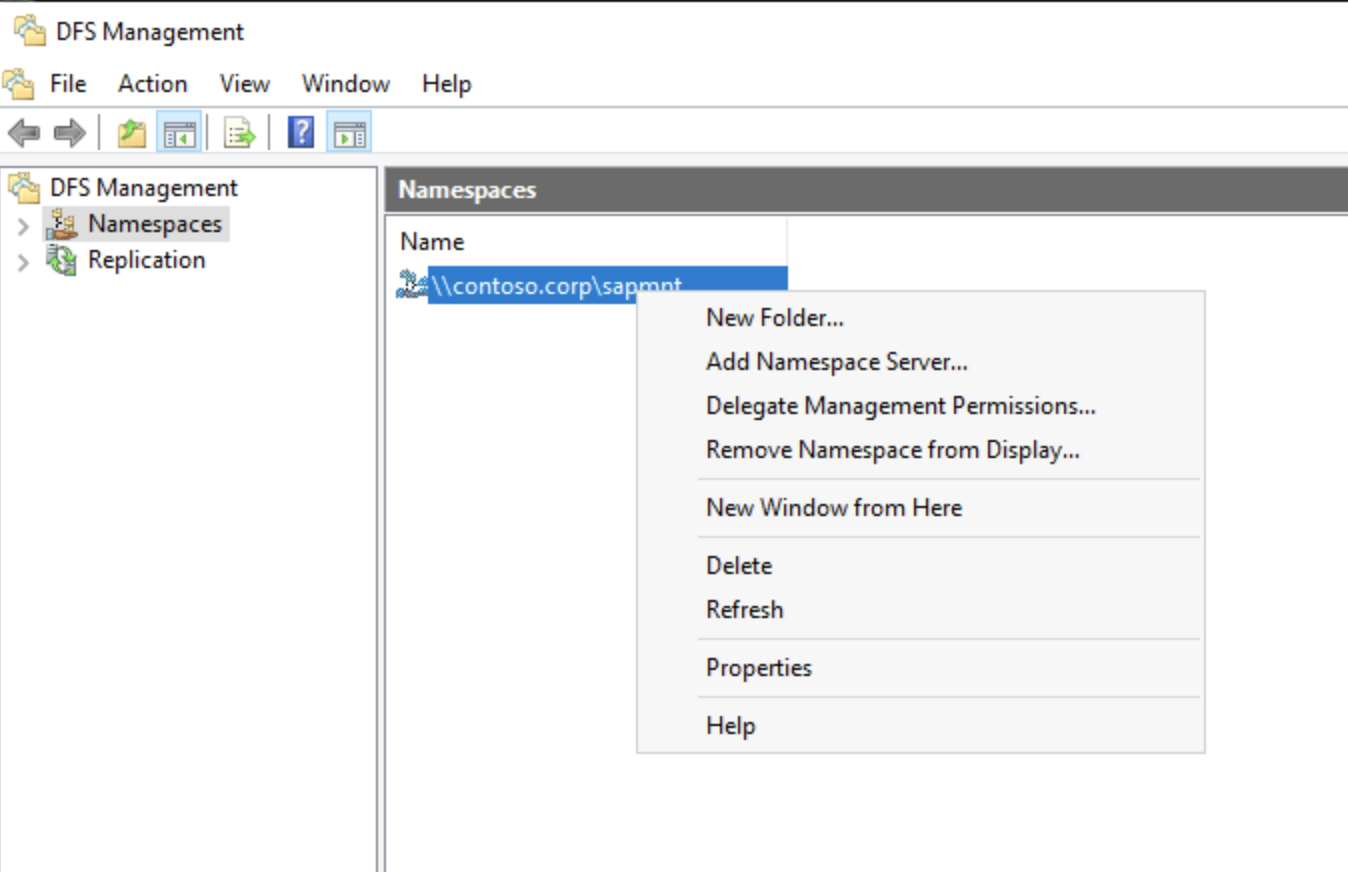 DFS Management
File Action View Window Help
DFS Management
Namespaces
Replication
Namespaces
Name
\\contoso.corp\sapmnt
New Folder...
Add Namespace Server...
Delegate Management Permissions...
Remove Namespace from Display...
New Window from Here
Delete
Refresh
Properties
Help